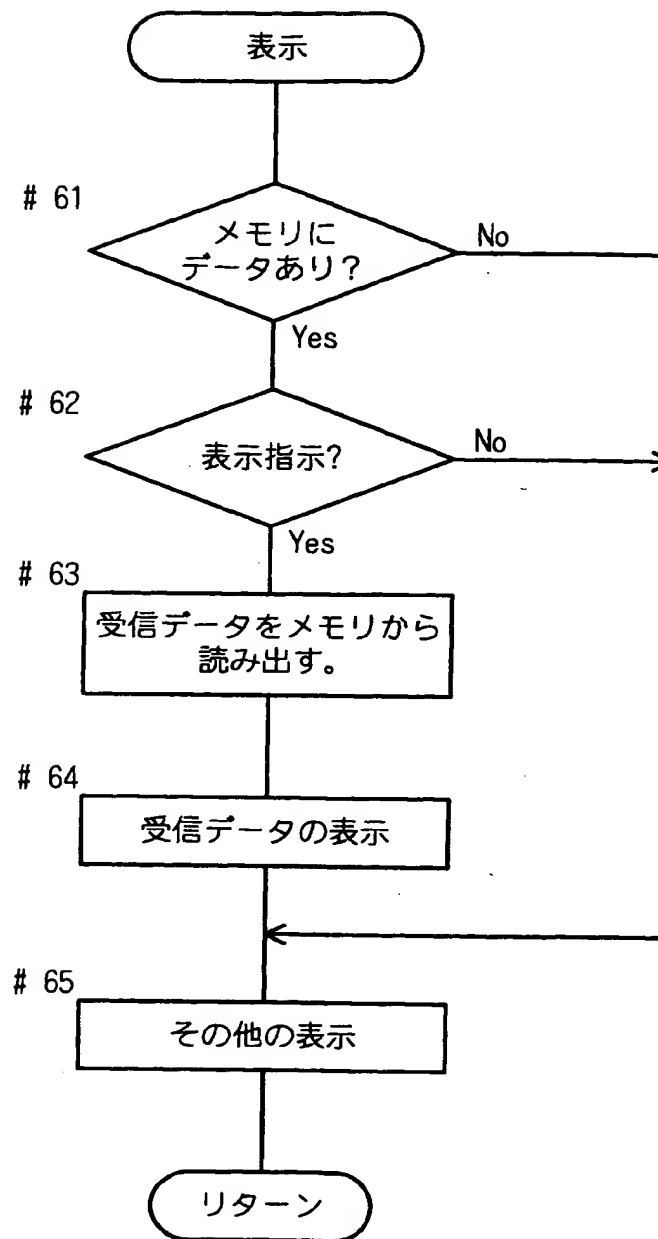 表示
# 61
メモリに
データあり?
No
Yes
# 62
表示指示?
No
Yes
# 63
受信データをメモリから
読み出す。
# 64
受信データの表示
# 65
その他の表示
リターン